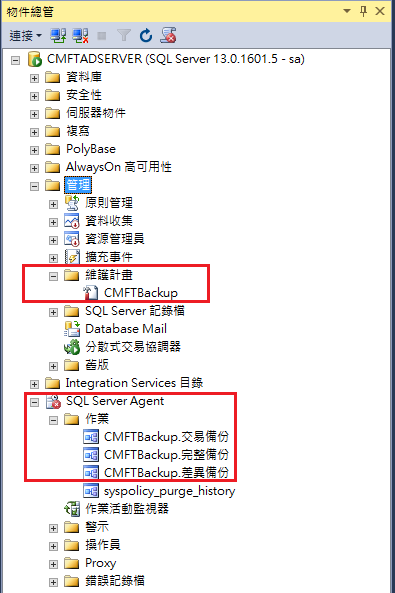 物件總管
連接
CMFTADSERVER (SQL Server 13.0.1601.5 - sa)
資料庫
安全性
伺服器物件
複寫
PolyBase
AlwaysOn 高可用性
管理
原則管理
資料收集
資源管理員
擴充事件
維護計畫
CMFTBackup
SQL Server 記錄檔
Database Mail
分散式交易協調器
舊版
Integration Services 目錄
SQL Server Agent
作業
CMFTBackup.交易備份
CMFTBackup.完整備份
CMFTBackup.差異備份
syspolicy_purge_history
作業活動監視器
警示
操作員
Proxy
錯誤記錄檔